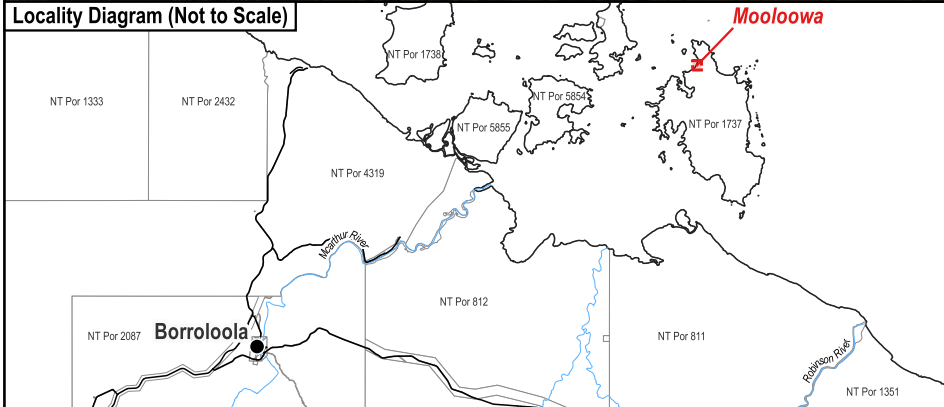 Locality Diagram (Not to Scale)
Mooloowa
NT Por 1738
NT Por 1333
NT Por 2432
NT Por 5854
NT Por 5855
NT Por 1737
NT Por 4319
Mcarthur River
NT Por 812
NT Por 2087
Borroloola
NT Por 811
Robinson River
NT Por 1351